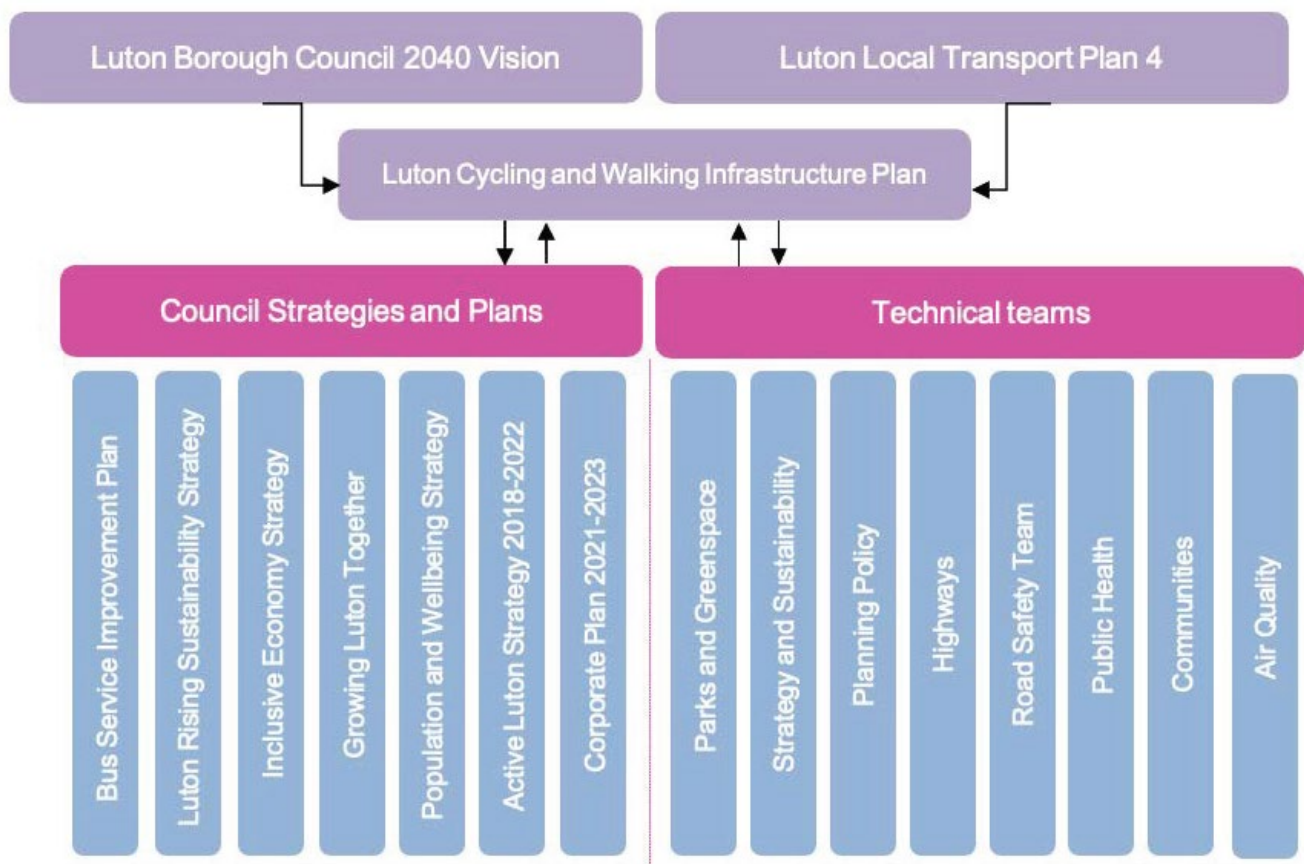 Luton Borough Council 2040 Vision
Luton Local Transport Plan 4
Luton Cycling and Walking Infrastructure Plan
Council Strategies and Plans
Technical teams
Bus Service Improvement Plan
Luton Rising Sustainability Strategy
Inclusive Economy Strategy
Growing Luton Together
Population and Wellbeing Strategy
Active Luton Strategy 2018-2022
Corporate Plan 2021-2023
Parks and Greenspace
Strategy and Sustainability
Planning Policy
Highways
Road Safety Team
Public Health
Communities
Air Quality